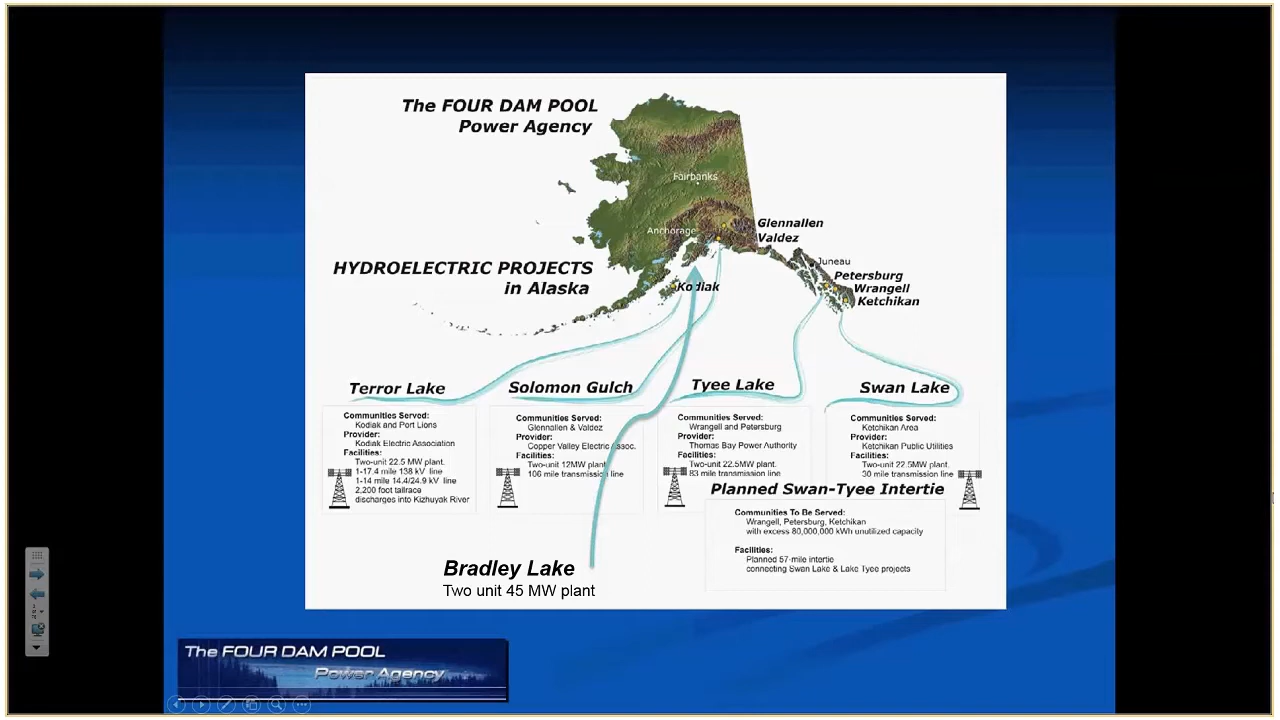 The FOUR DAM POOL
Power Agency
Fairbanks
Anchorage
Glennallen
Valdez
Juneau
Petersburg
Wrangell
Ketchikan
Kodiak
HYDROELECTRIC PROJECTS
in Alaska
Terror Lake
Communities Served:
Kodiak and Port Lions
Provider:
Kodiak Electric Association
Facilities:
Two-unit 22.5 MW plant.
1-17.4 mile 138 kV line
1-14 mile 14.4/24.9 kV line
2,200 foot tailrace
discharges into Kizhuyak River
Solomon Gulch
Communities Served:
Glennallen & Valdez
Provider:
Copper Valley Electric Assoc.
Facilities:
Two-unit 12MW plant
106 mile transmission line
Tyee Lake
Communities Served:
Wrangell and Petersburg
Provider:
Thomas Bay Power Authority
Facilities:
Two-unit 22.5MW plant.
83 mile transmission line
Swan Lake
Communities Served:
Ketchikan Area
Provider:
Ketchikan Public Utilities
Facilities:
Two-unit 22.5MW plant.
30 mile transmission line
Planned Swan-Tyee Intertie
Communities To Be Served:
Wrangell, Petersburg, Ketchikan
with excess 80,000,000 kWh unutilized capacity
Facilities:
Planned 57-mile intertie
connecting Swan Lake & Lake Tyee projects
Bradley Lake
Two unit 45 MW plant
The FOUR DAM POOL
Power Agency